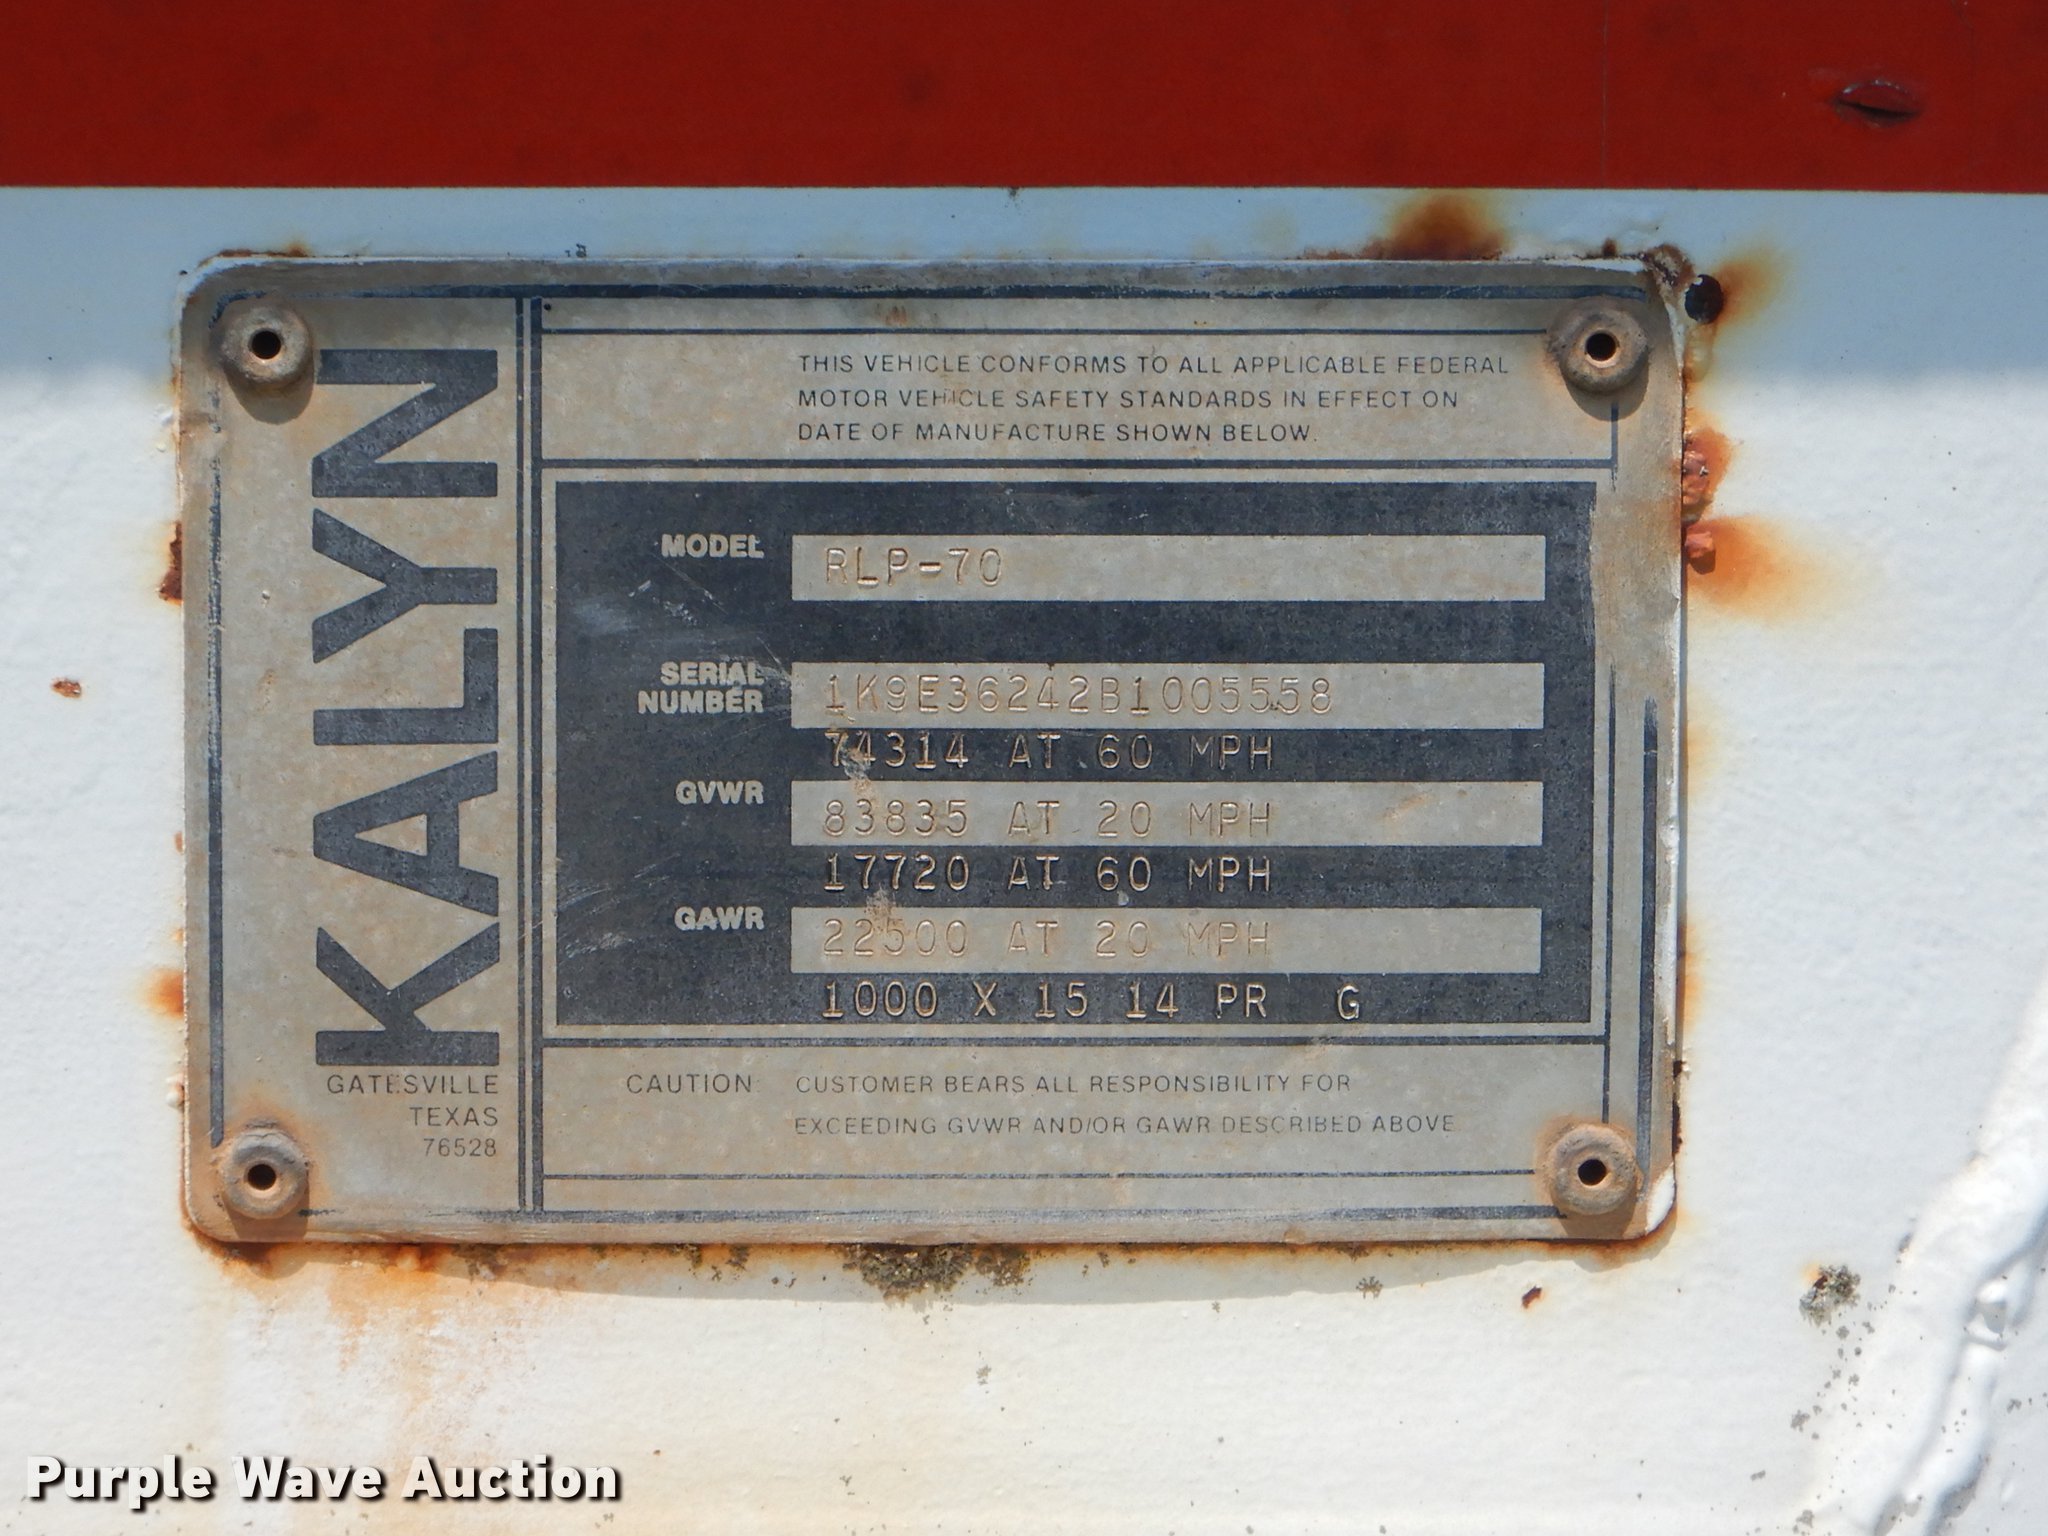 KALYN
GATESVILLE
TEXAS
76528
THIS VEHICLE CONFORMS TO ALL APPLICABLE FEDERAL
MOTOR VEHICLE SAFETY STANDARDS IN EFFECT ON
DATE OF MANUFACTURE SHOWN BELOW.
MODEL RLP-70
SERIAL
NUMBER 1K9E36242B1005558
74314 AT 60 MPH
GVWR 83835 AT 20 MPH
17720 AT 60 MPH
GAWR 22500 AT 20 MPH
1000 X 15 14 PR G
CAUTION: CUSTOMER BEARS ALL RESPONSIBILITY FOR
EXCEEDING GVWR AND/OR GAWR DESCRIBED ABOVE
Purple Wave Auction